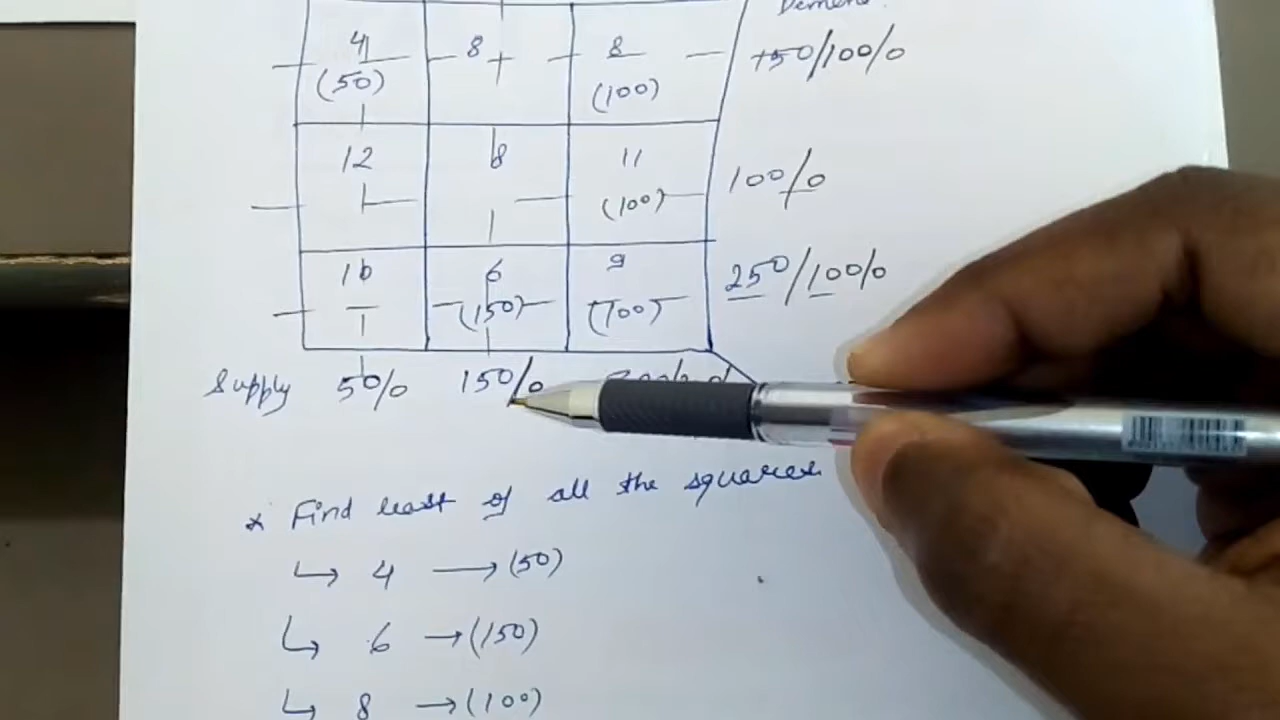 Demand
4 8 8 150/100/0
(50) (100)
12 8 11 100/0
(100)
16 6 9 250/100/0
(150) (100)
Supply 50/0 150/0
* Find least of all the squares
↳ 4 → (50)
↳ 6 → (150)
↳ 8 → (100)